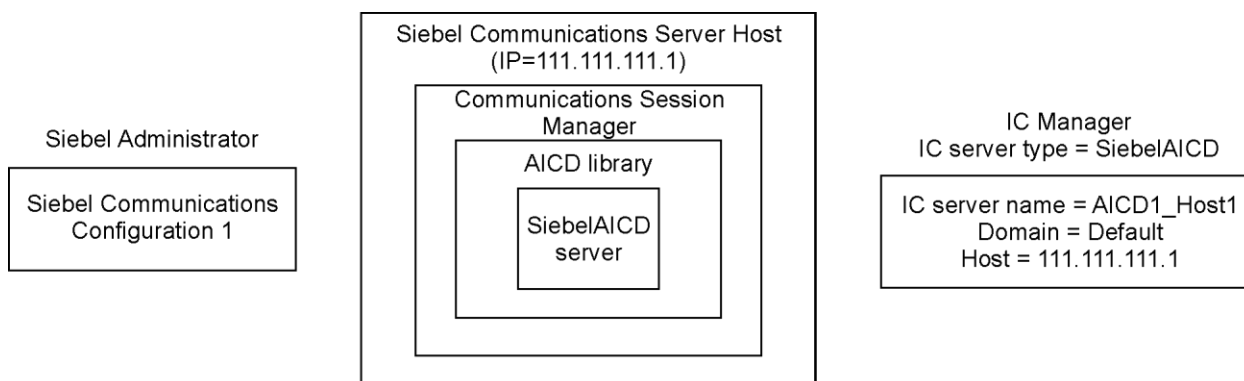 Siebel Administrator
Siebel Communications
Configuration 1
Siebel Communications Server Host
(IP=111.111.111.1)
Communications Session
Manager
AICD library
SiebelAICD
server
IC Manager
IC server type = SiebelAICD
IC server name = AICD1_Host1
Domain = Default
Host = 111.111.111.1